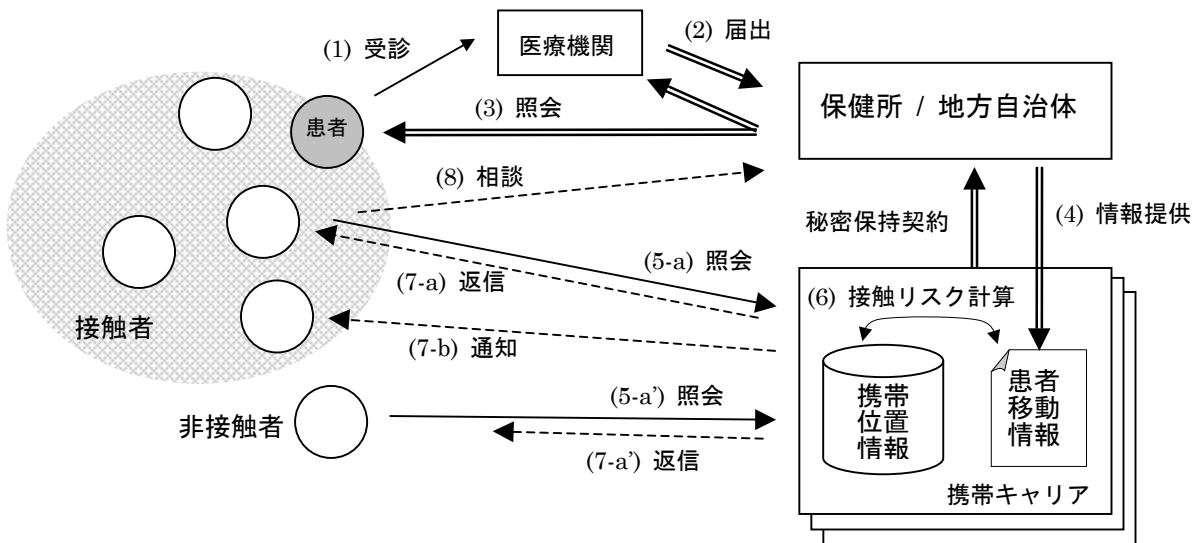 (1) 受診
医療機関
(2) 届出
保健所 / 地方自治体
患者
(3) 照会
(8) 相談
秘密保持契約
(4) 情報提供
(5-a) 照会
(7-a) 返信
接触者
(7-b) 通知
(6) 接触リスク計算
携帯
位置
情報
患者
移動
情報
携帯キャリア
非接触者
(5-a’) 照会
(7-a’) 返信